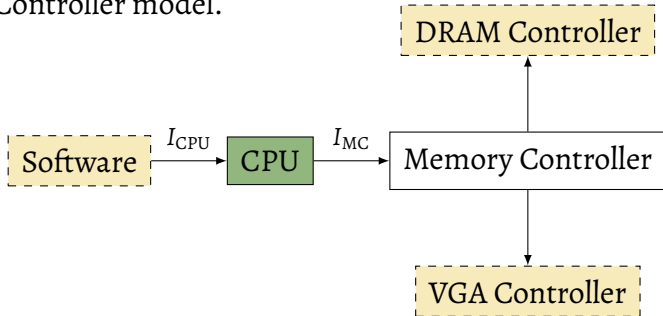 Controller model.
DRAM Controller
I_CPU
I_MC
Software
CPU
Memory Controller
VGA Controller